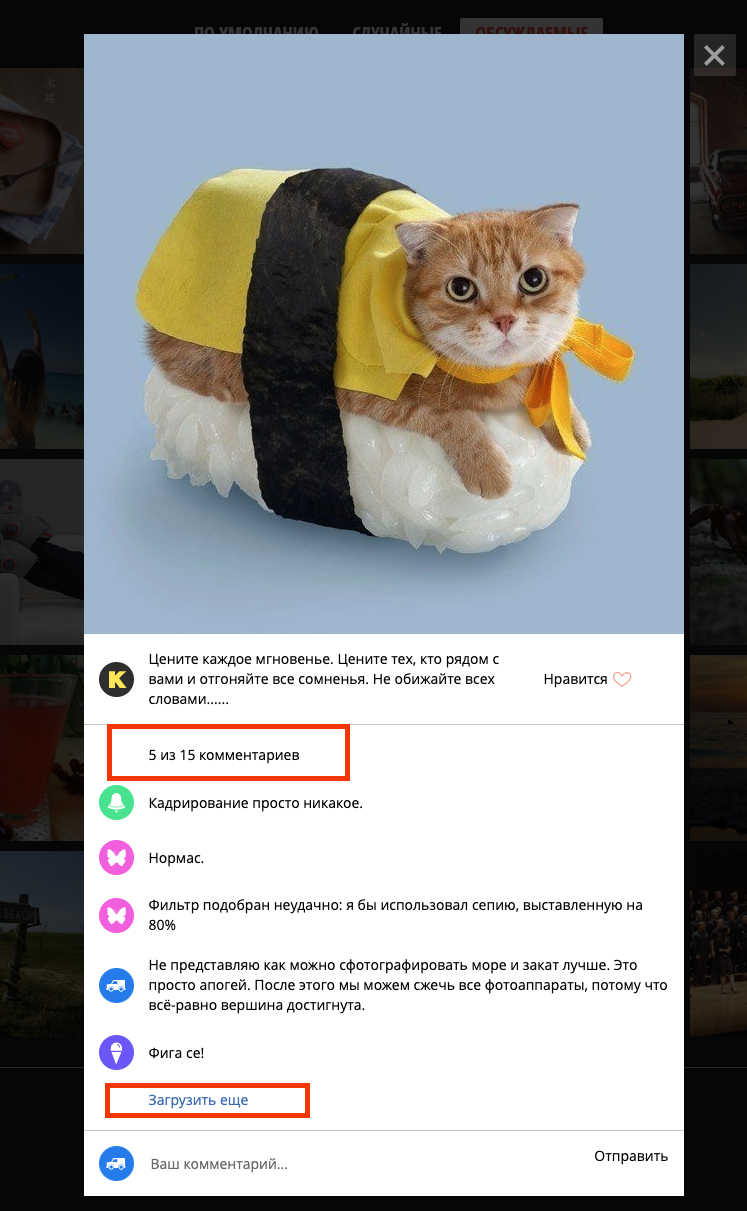 ПО УМОЛЧАНИЮ СЛУЧАЙНЫЕ ОБСУЖДАЕМЫЕ
Цените каждое мгновенье. Цените тех, кто рядом с
вами и отгоняйте все сомненья. Не обижайте всех
словами......
Нравится
5 из 15 комментариев
Кадрирование просто никакое.
Нормас.
Фильтр подобран неудачно: я бы использовал сепию, выставленную на
80%
Не представляю как можно сфотографировать море и закат лучше. Это
просто апогей. После этого мы можем сжечь все фотоаппараты, потому что
всё-равно вершина достигнута.
Фига се!
Загрузить еще
Ваш комментарий...
Отправить